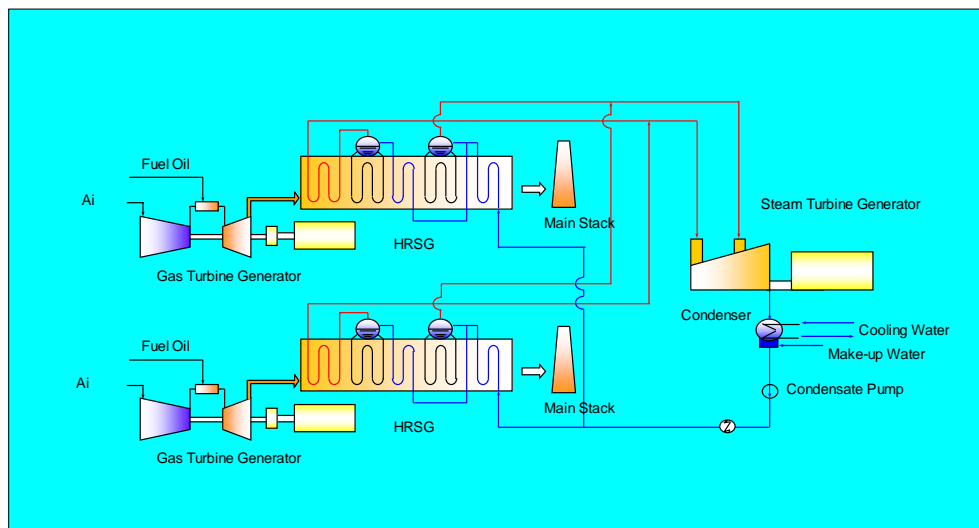 Fuel Oil
Ai
Gas Turbine Generator
HRSG
Main Stack
Steam Turbine Generator
Condenser
Cooling Water
Make-up Water
Condensate Pump
Fuel Oil
Ai
Gas Turbine Generator
HRSG
Main Stack
Z